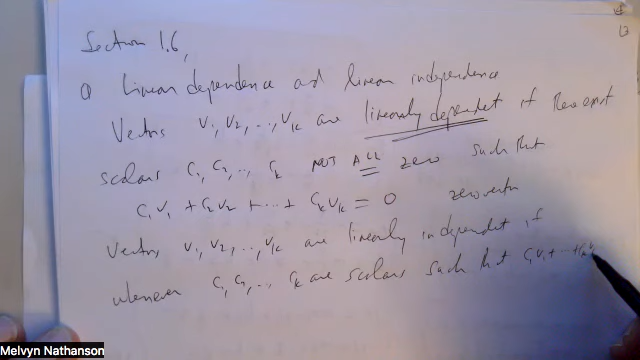 Section 1.6,
Linear dependence and linear independence
Vectors v₁, v₂, ..., vₖ are linearly dependent if there exist
scalars c₁, c₂, ..., cₖ NOT ALL zero such that
c₁v₁ + c₂v₂ + ... + cₖvₖ = 0 zero vector
Vectors v₁, v₂, ..., vₖ are linearly independent if
whenever c₁, c₂, ..., cₖ are scalars such that c₁v₁ + ... + cₖvₖ
Melvyn Nathanson